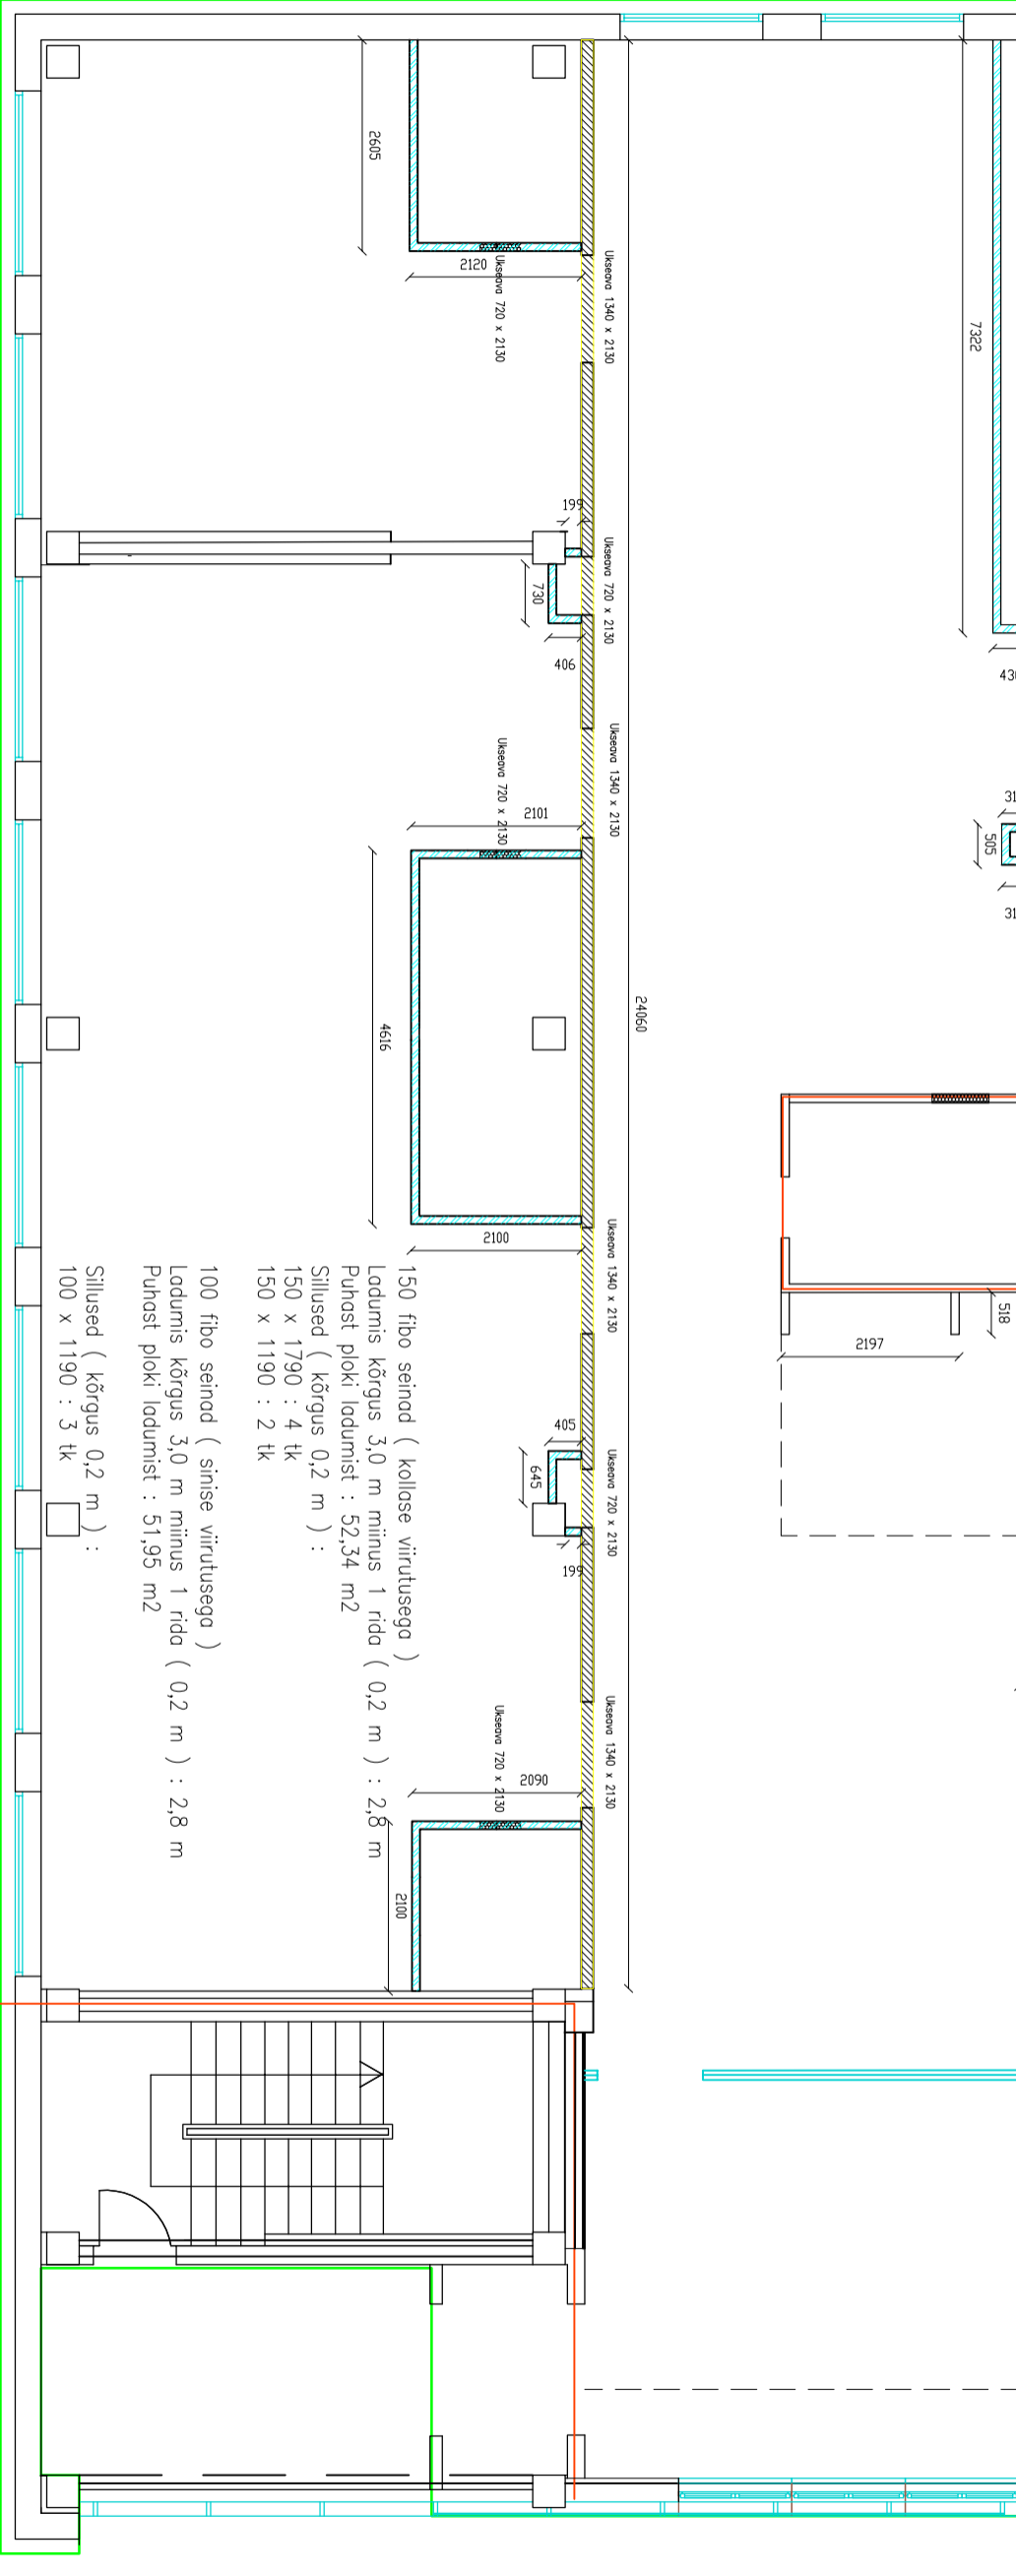 2605
2120
Ukseava 720 x 2130
Ukseava 1340 x 2130
7322
199
730
406
Ukseava 720 x 2130
Ukseava 1340 x 2130
Ukseava 720 x 2130
2101
505
4616
24060
2100
Ukseava 1340 x 2130
518
2197
405
645
Ukseava 720 x 2130
199
Ukseava 720 x 2130
2090
Ukseava 1340 x 2130
2100
150 fibo seinad ( kollase viirutusega )
Ladumis kõrgus 3,0 m miinus 1 rida ( 0,2 m ) : 2,8 m
Puhast ploki ladumist : 52,34 m2
Sillused ( kõrgus 0,2 m ) :
150 x 1790 : 4 tk
150 x 1190 : 2 tk
100 fibo seinad ( sinise viirutusega )
Ladumis kõrgus 3,0 m miinus 1 rida ( 0,2 m ) : 2,8 m
Puhast ploki ladumist : 51,95 m2
Sillused ( kõrgus 0,2 m ) :
100 x 1190 : 3 tk